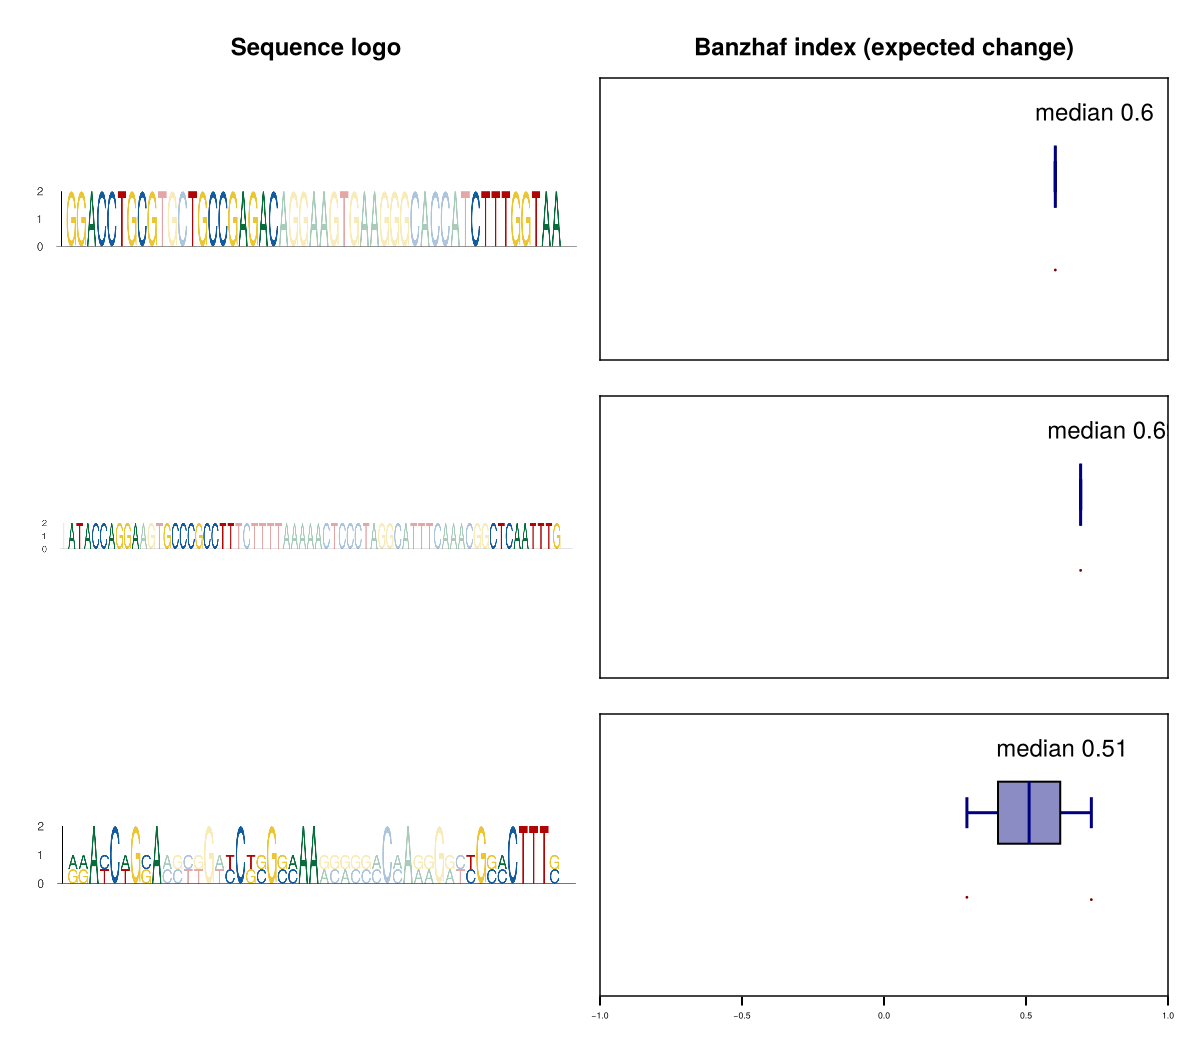 Sequence logo
Banzhaf index (expected change)
median 0.6
2
1
0
GGACCTGCGTGCTGCCGAGACAGGAAGTGAAGGGCACCATCTTTGGTAA
median 0.6
2
1
0
ATACCAGGAAGTGCCCGCCTTTCTTTTAAAAACTCCCTAGGCATTTCAAACGGCTCAATTTG
median 0.51
2
1
0
−1.0
−0.5
0.0
0.5
1.0